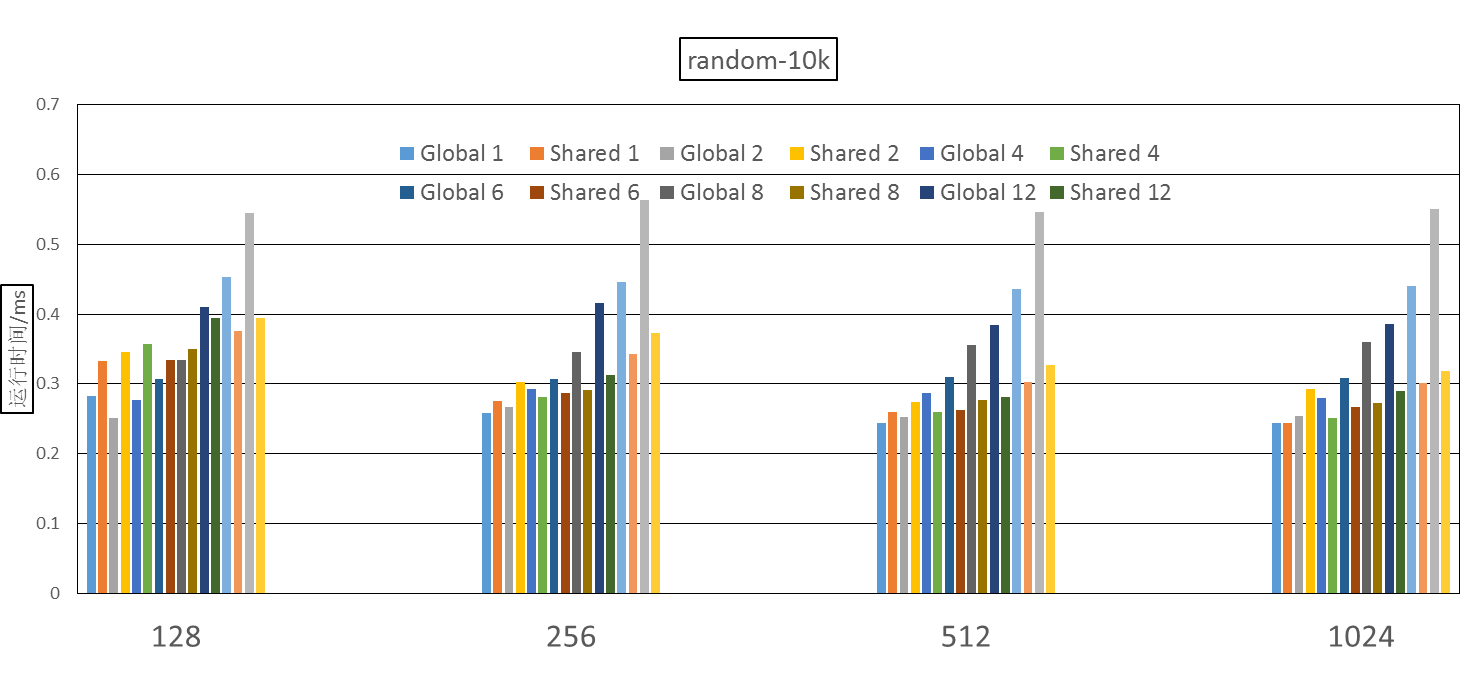 random-10k
0.7
Global 1 Shared 1 Global 2 Shared 2 Global 4 Shared 4
0.6
Global 6 Shared 6 Global 8 Shared 8 Global 12 Shared 12
0.5
0.4
运行时间/ms
0.3
0.2
0.1
0
128 256 512 1024